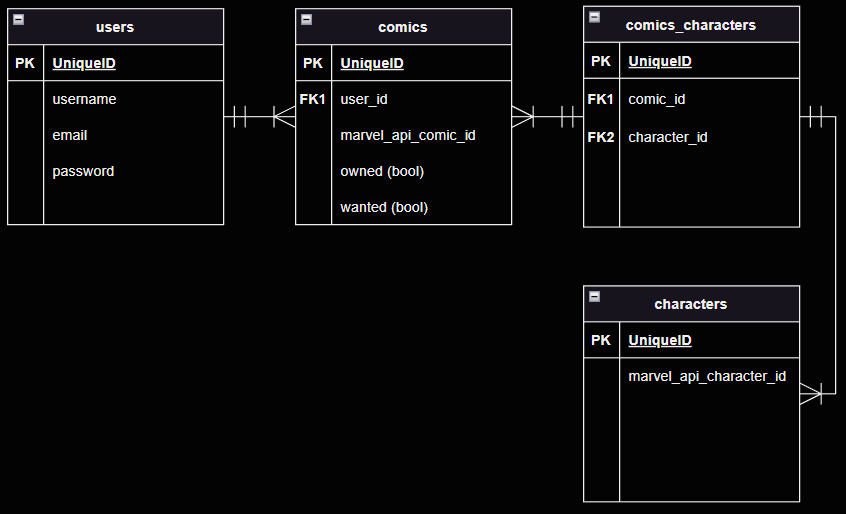 users
PK UniqueID
username
email
password
comics
PK UniqueID
FK1 user_id
marvel_api_comic_id
owned (bool)
wanted (bool)
comics_characters
PK UniqueID
FK1 comic_id
FK2 character_id
characters
PK UniqueID
marvel_api_character_id